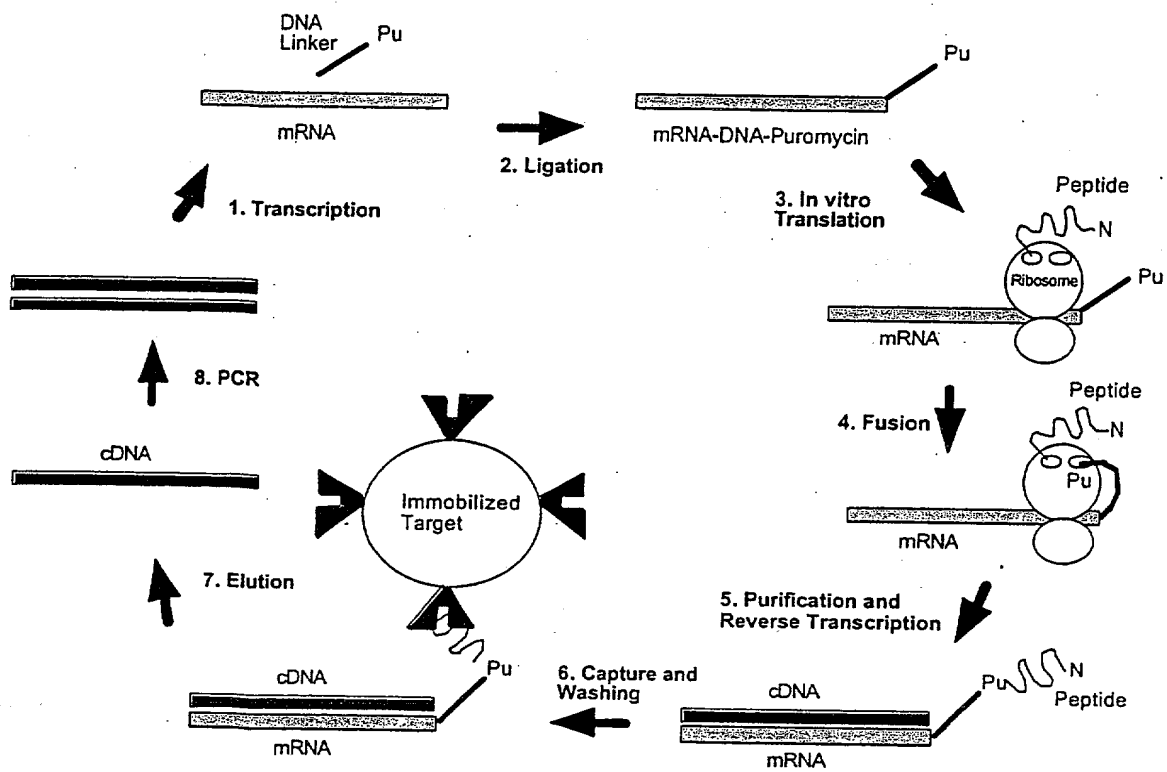 DNA
Linker
Pu
mRNA
1. Transcription
2. Ligation
Pu
mRNA-DNA-Puromycin
3. In vitro
Translation
Peptide
N
Ribosome
Pu
mRNA
4. Fusion
Peptide
N
Pu
mRNA
5. Purification and
Reverse Transcription
Pu
N
Peptide
cDNA
mRNA
6. Capture and
Washing
Immobilized
Target
Pu
cDNA
mRNA
7. Elution
cDNA
8. PCR